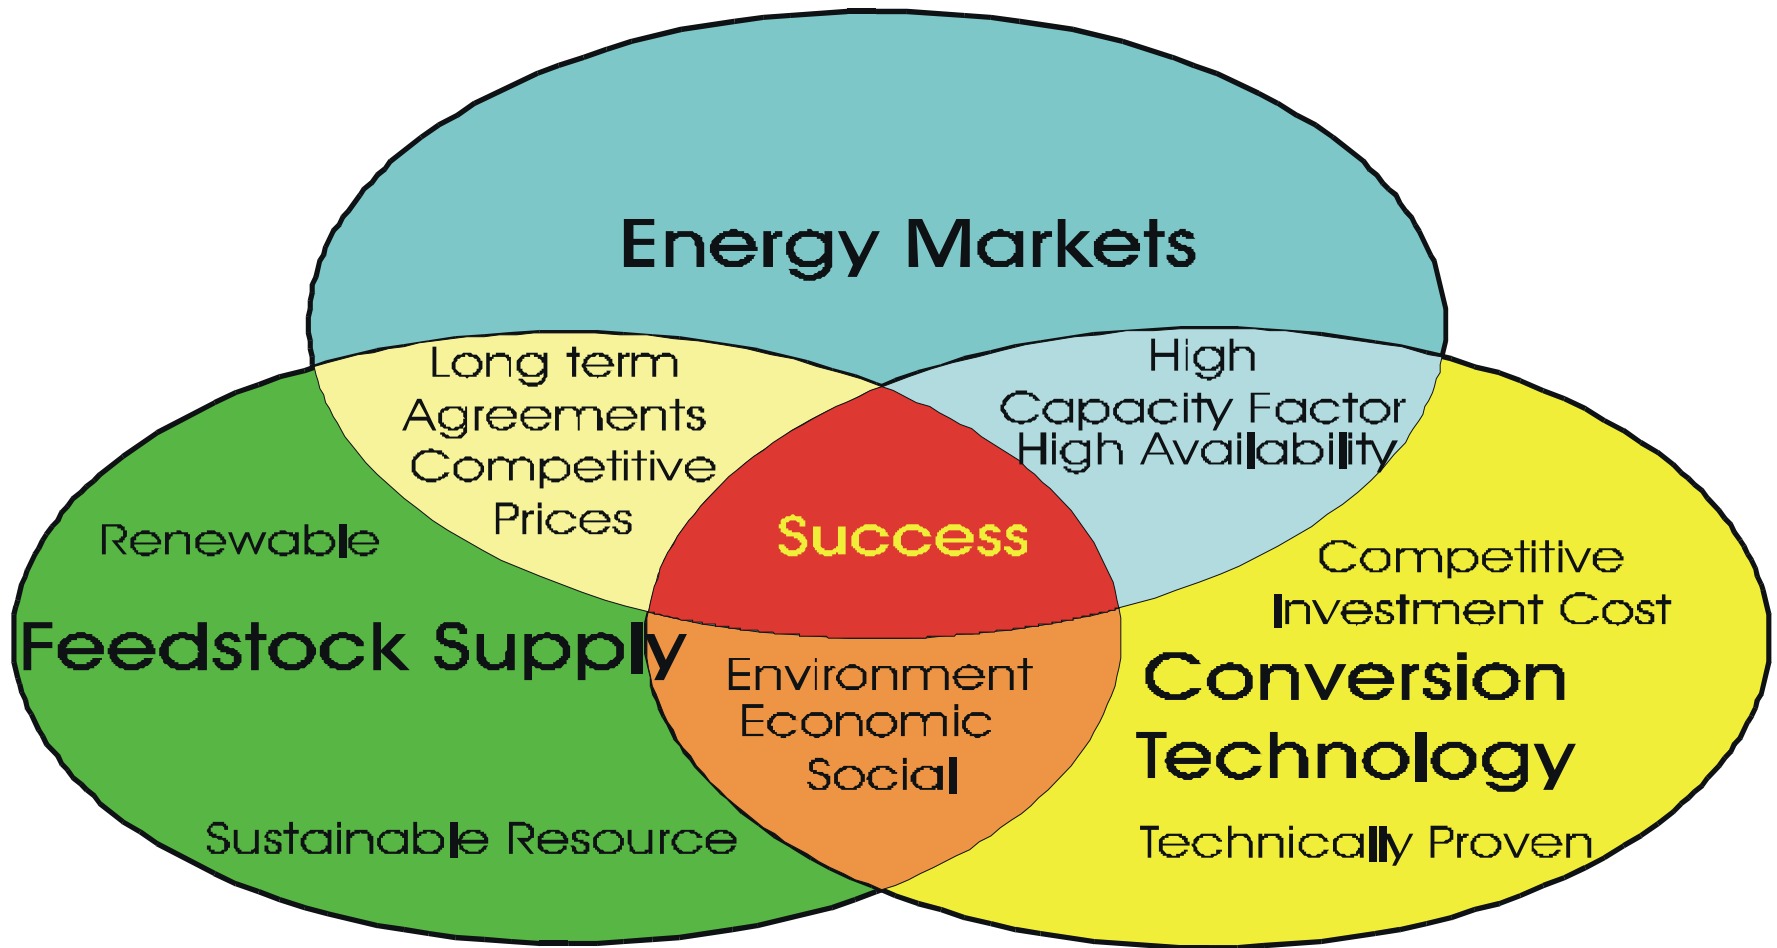 Energy Markets
Long term
Agreements
Competitive
Prices
High
Capacity Factor
High Availability
Success
Renewable
Feedstock Supply
Sustainable Resource
Environment
Economic
Social
Competitive
Investment Cost
Conversion
Technology
Technically Proven